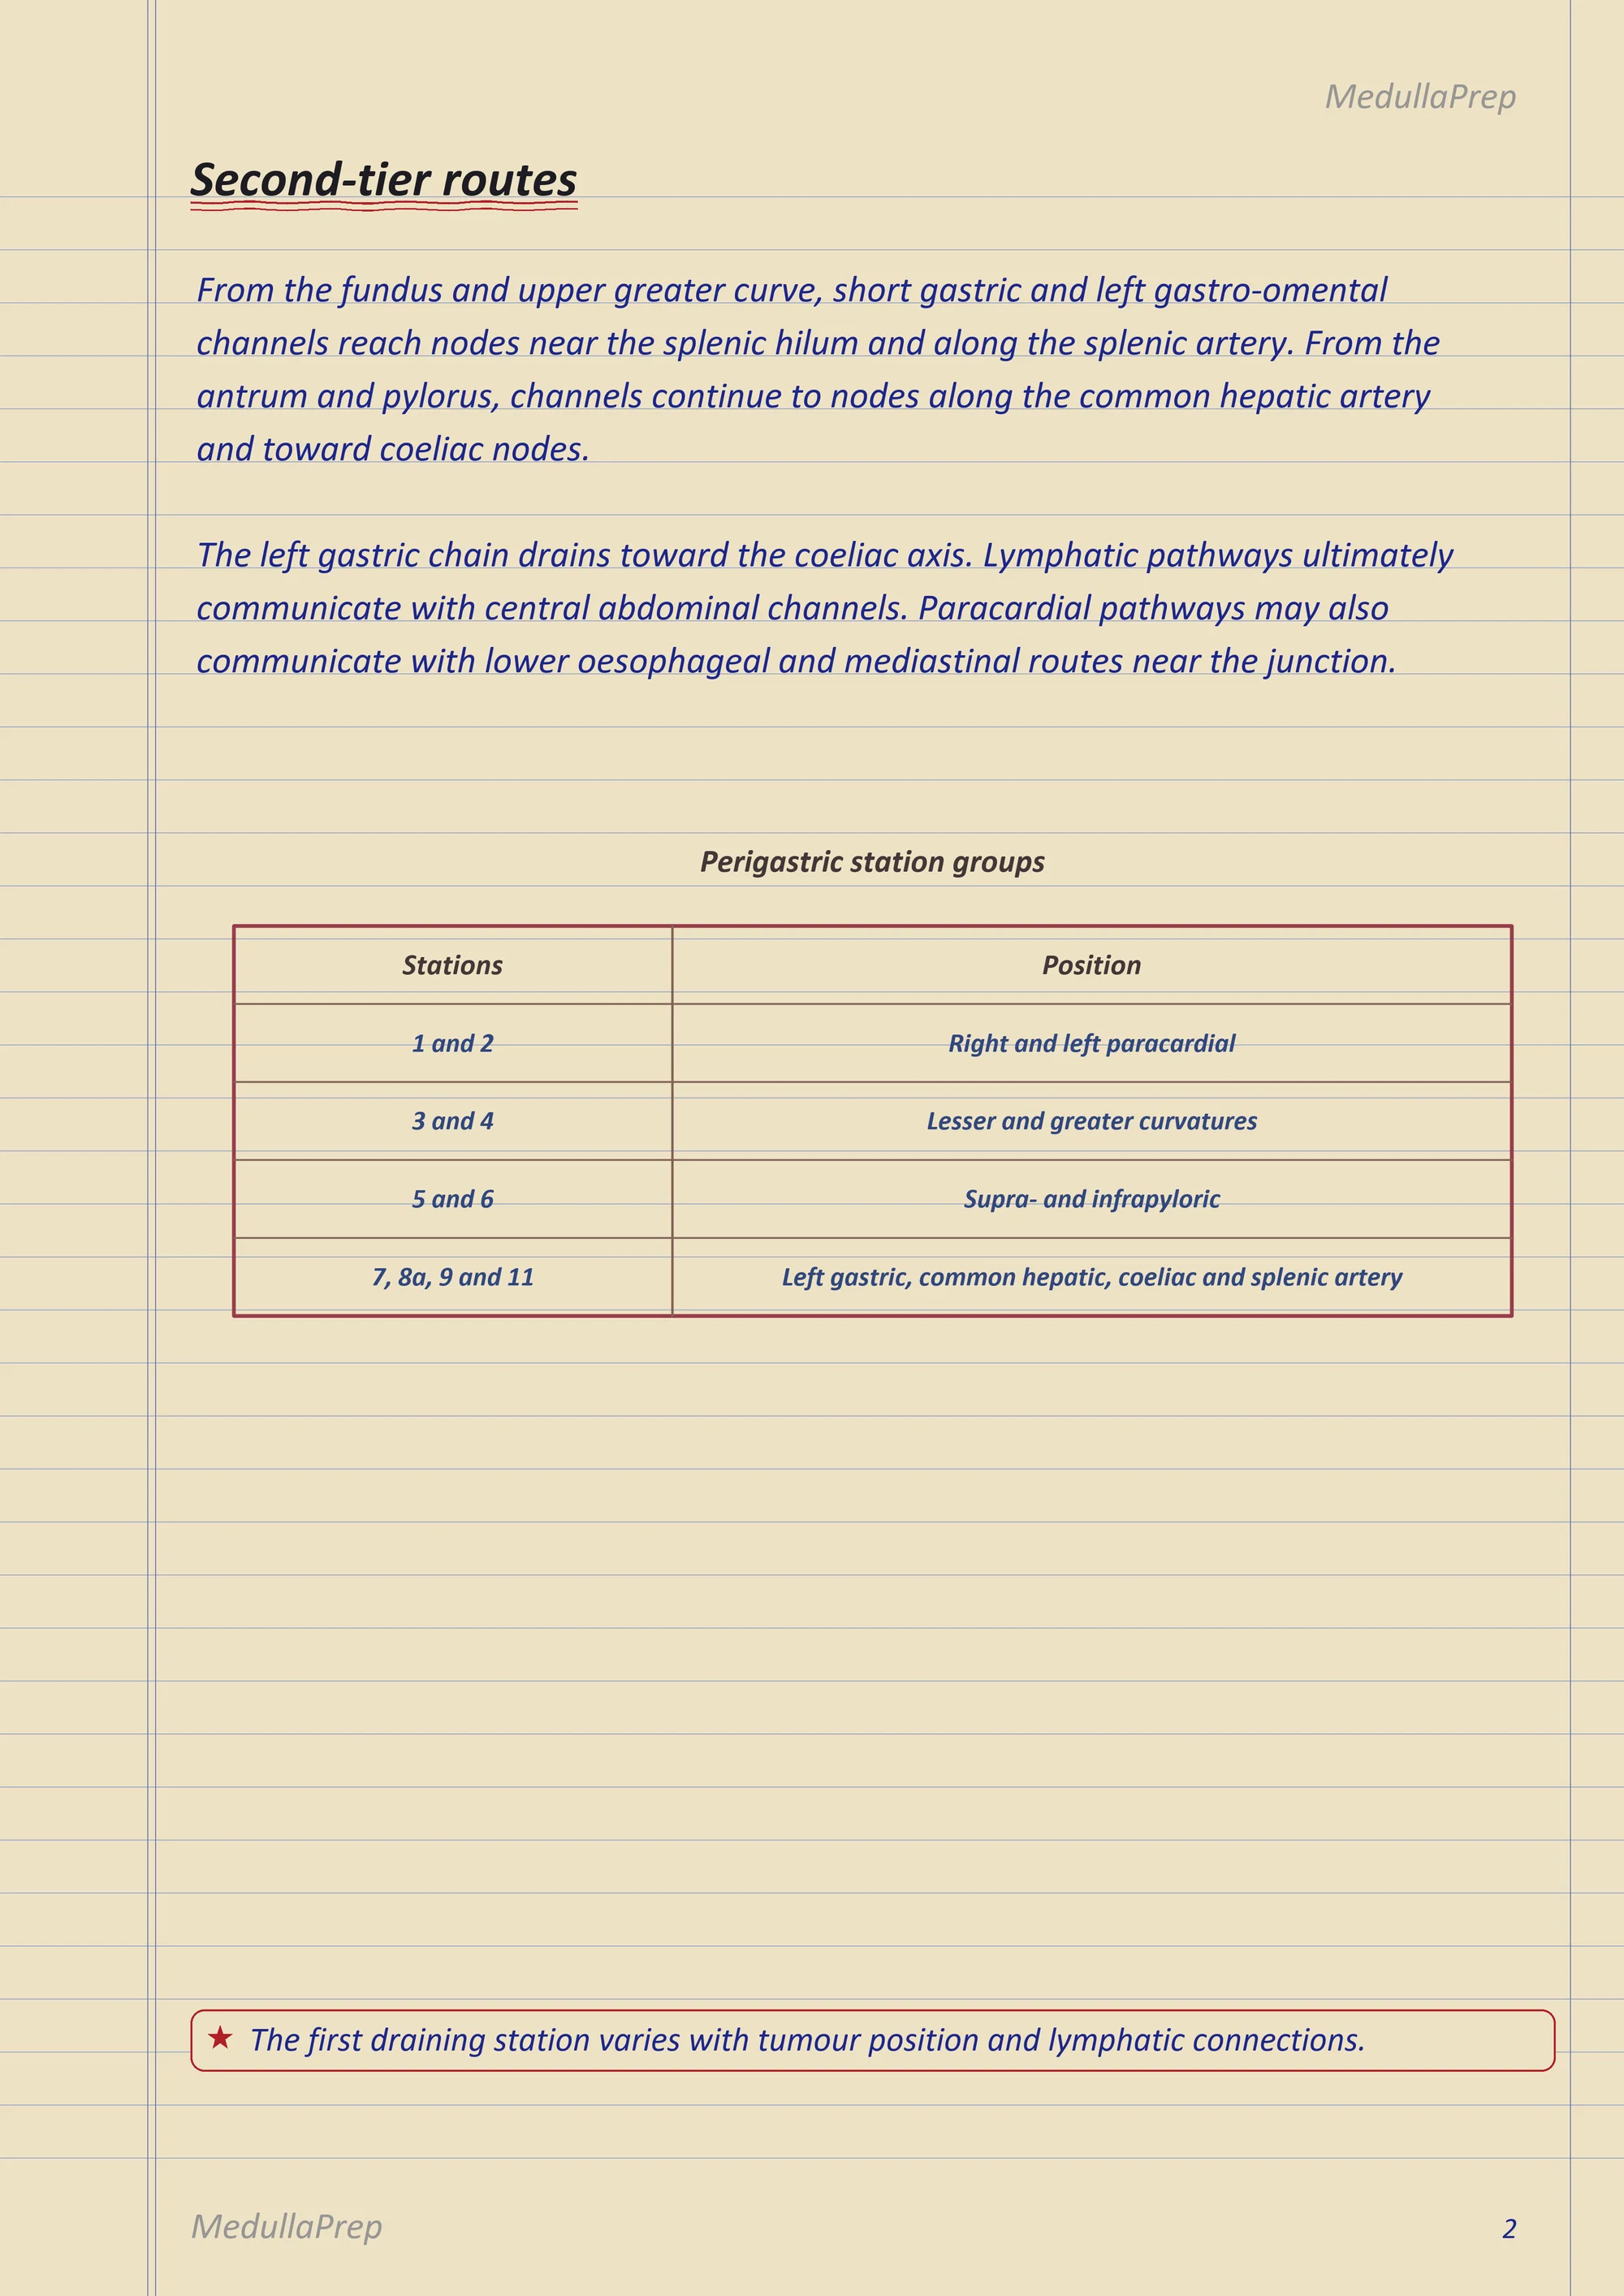 MedullaPrep
Second-tier routes
From the fundus and upper greater curve, short gastric and left gastro-omental
channels reach nodes near the splenic hilum and along the splenic artery. From the
antrum and pylorus, channels continue to nodes along the common hepatic artery
and toward coeliac nodes.
The left gastric chain drains toward the coeliac axis. Lymphatic pathways ultimately
communicate with central abdominal channels. Paracardial pathways may also
communicate with lower oesophageal and mediastinal routes near the junction.
Perigastric station groups
Stations Position
1 and 2 Right and left paracardial
3 and 4 Lesser and greater curvatures
5 and 6 Supra- and infrapyloric
7, 8a, 9 and 11 Left gastric, common hepatic, coeliac and splenic artery
★ The first draining station varies with tumour position and lymphatic connections.
MedullaPrep 2